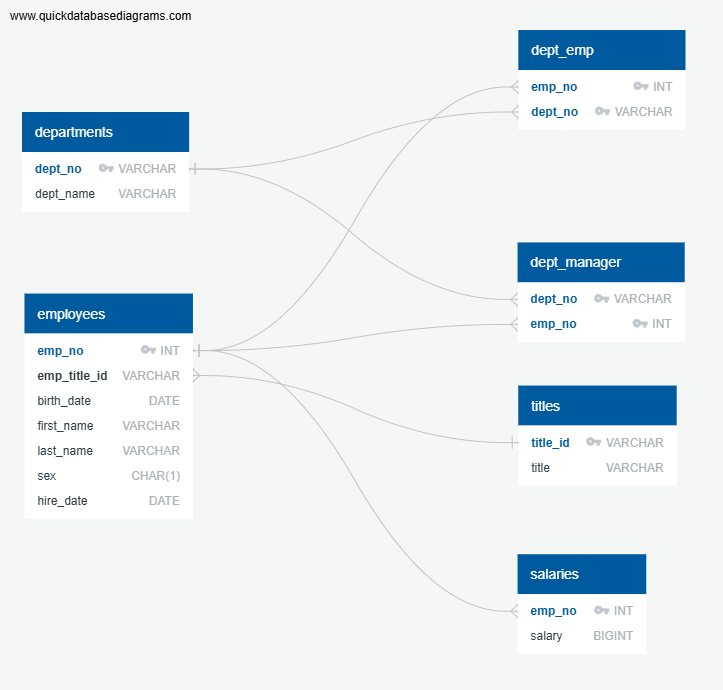 www.quickdatabasediagrams.com
departments
dept_no VARCHAR
dept_name VARCHAR
employees
emp_no INT
emp_title_id VARCHAR
birth_date DATE
first_name VARCHAR
last_name VARCHAR
sex CHAR(1)
hire_date DATE
dept_emp
emp_no INT
dept_no VARCHAR
dept_manager
dept_no VARCHAR
emp_no INT
titles
title_id VARCHAR
title VARCHAR
salaries
emp_no INT
salary BIGINT